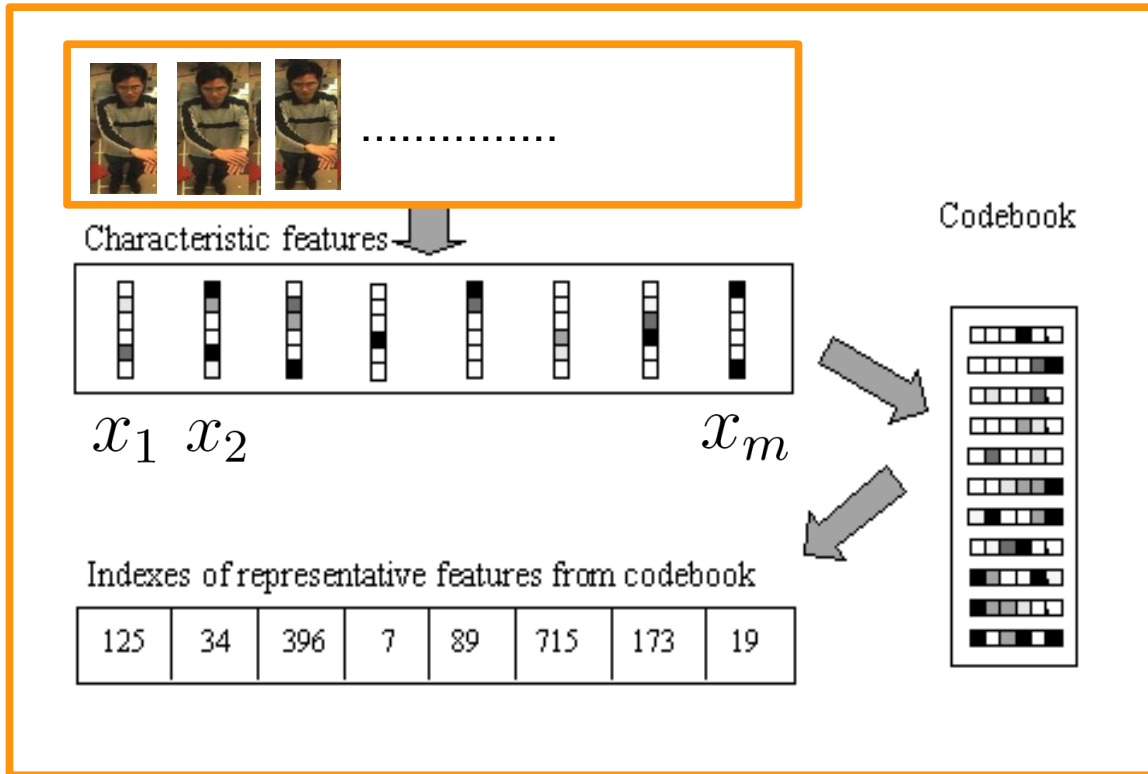 ...............
Characteristic features
Codebook
x1 x2 xm
Indexes of representative features from codebook
125 34 396 7 89 715 173 19